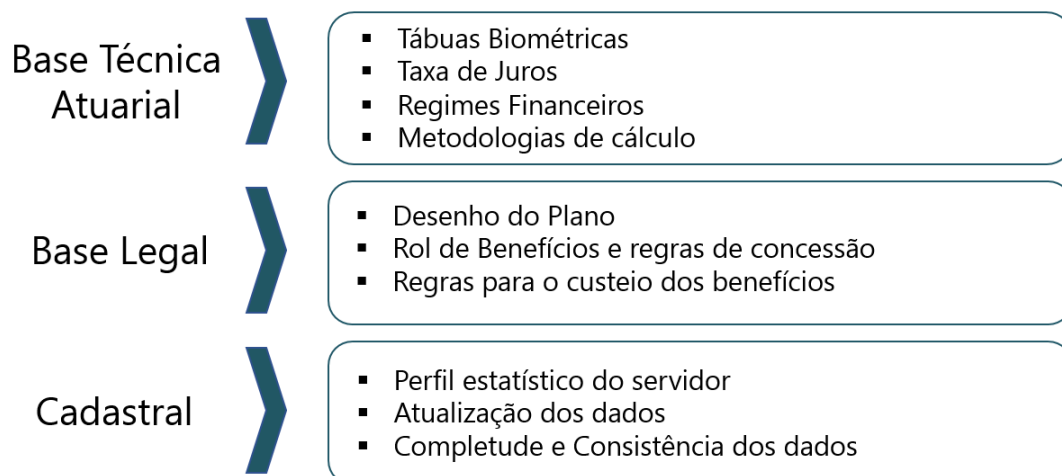 Base Técnica
Atuarial
▪ Tábuas Biométricas
▪ Taxa de Juros
▪ Regimes Financeiros
▪ Metodologias de cálculo
Base Legal
▪ Desenho do Plano
▪ Rol de Benefícios e regras de concessão
▪ Regras para o custeio dos benefícios
Cadastral
▪ Perfil estatístico do servidor
▪ Atualização dos dados
▪ Completude e Consistência dos dados